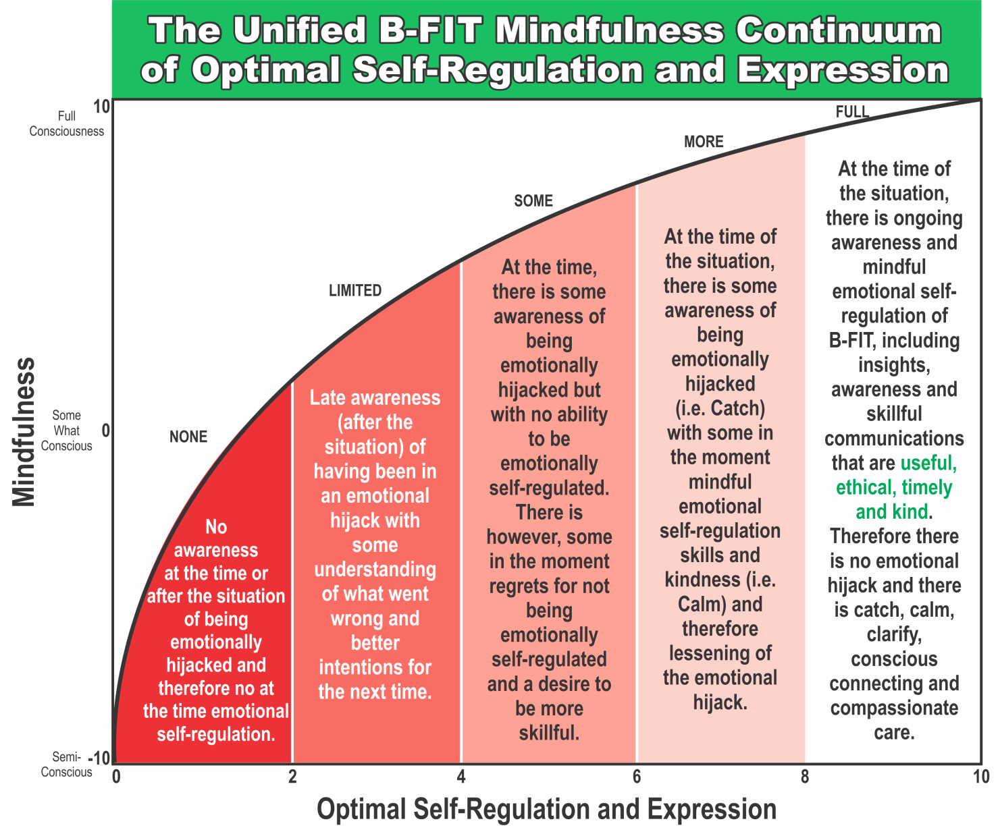 The Unified B-FIT Mindfulness Continuum
of Optimal Self-Regulation and Expression
10
Full
Consciousness
Mindfulness
Some
What
Conscious
0
Semi-
Conscious
-10
NONE
No
awareness
at the time or
after the situation
of being
emotionally
hijacked and
therefore no at
the time emotional
self-regulation.
LIMITED
Late awareness
(after the
situation) of
having been in
an emotional
hijack with
some
understanding
of what went
wrong and
better
intentions for
the next time.
SOME
At the time,
there is some
awareness of
being
emotionally
hijacked but
with no ability
to be
emotionally
self-regulated.
There is
however, some
in the moment
regrets for not
being
emotionally
self-regulated
and a desire to
be more
skillful.
MORE
At the time of
the situation,
there is some
awareness of
being
emotionally
hijacked
(i.e. Catch)
with some in
the moment
mindful
emotional
self-regulation
skills and
kindness (i.e.
Calm) and
therefore
lessening of
the emotional
hijack.
FULL
At the time of
the situation,
there is ongoing
awareness and
mindful
emotional self-
regulation of
B-FIT, including
insights,
awareness and
skillful
communications
that are useful,
ethical, timely
and kind.
Therefore there
is no emotional
hijack and there
is catch, calm,
clarify,
conscious
connecting and
compassionate
care.
0 2 4 6 8 10
Optimal Self-Regulation and Expression